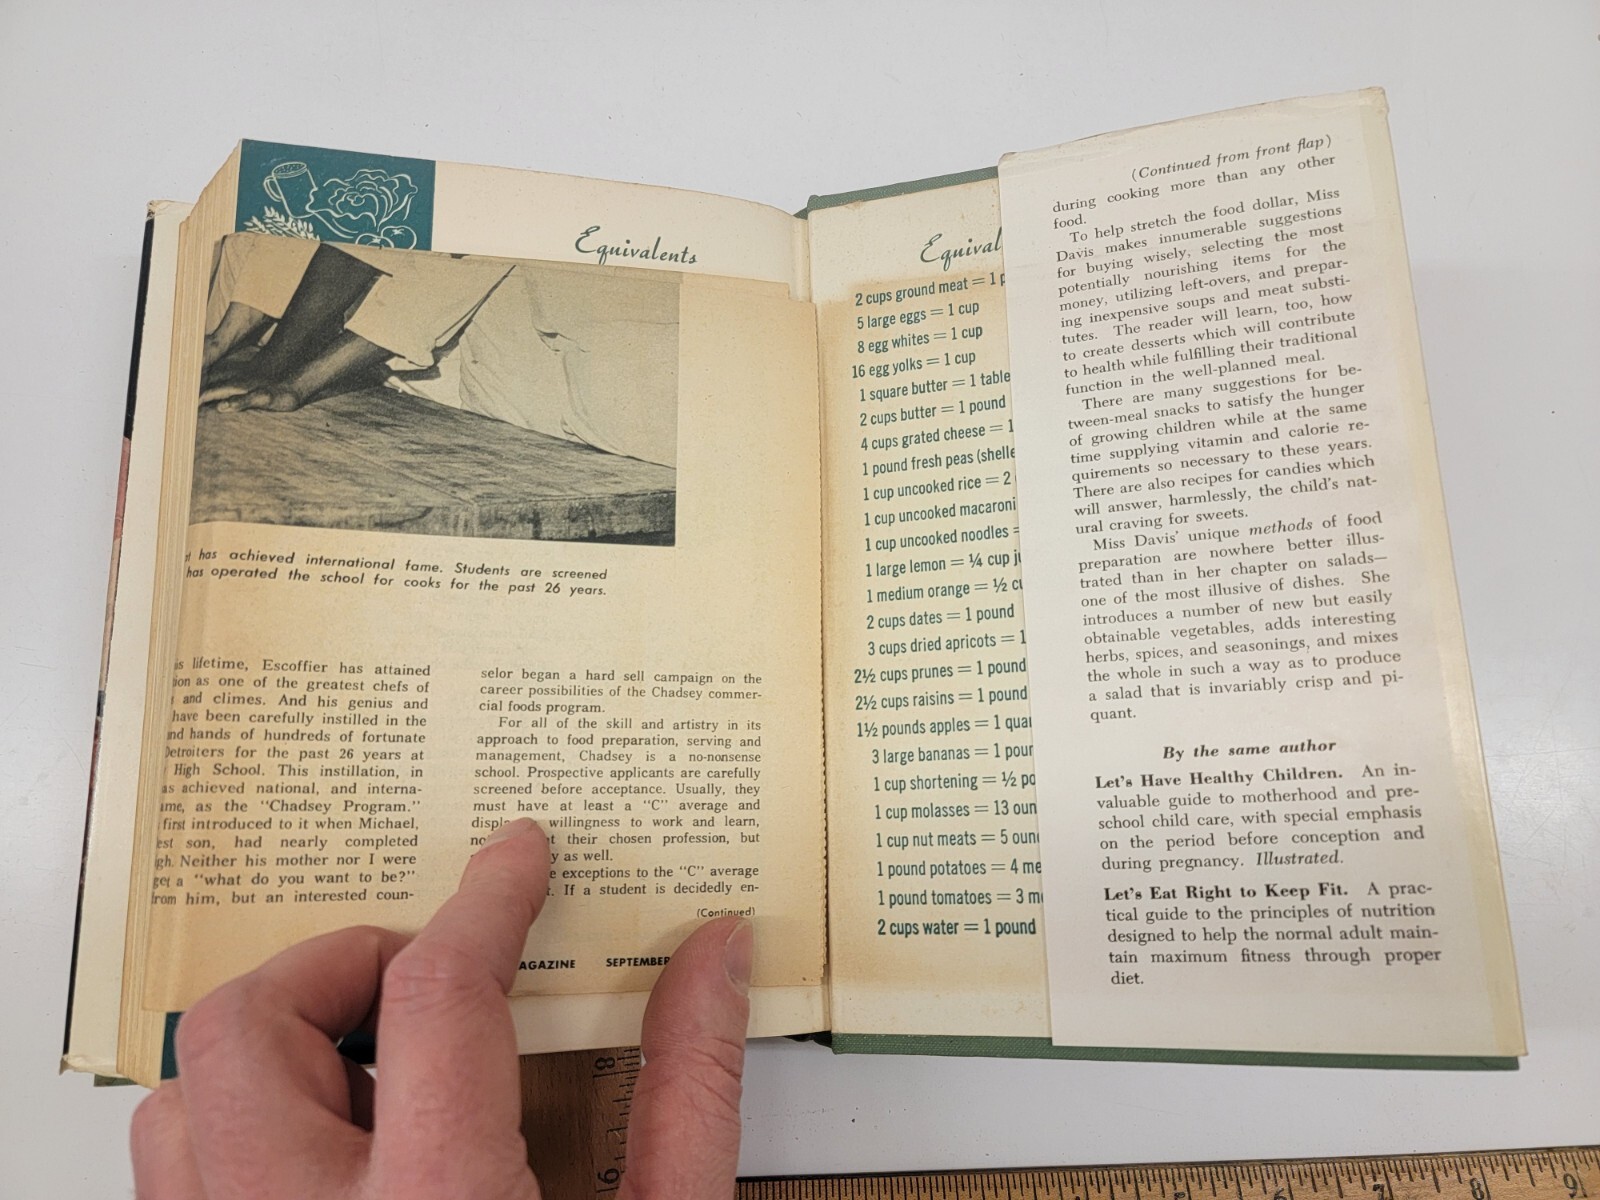 Equivalents
has achieved international fame. Students are screened
has operated the school for cooks for the past 26 years.
lifetime, Escoffier has attained
as one of the greatest chefs of
and climes. And his genius and
have been carefully instilled in the
hands of hundreds of fortunate
Detroiters for the past 26 years at
High School. This instillation, in
achieved national, and interna-
as the "Chadsey Program."
first introduced to it when Michael,
son, had nearly completed
Neither his mother nor I were
get a "what do you want to be?"
from him, but an interested coun-
selor began a hard sell campaign on the
career possibilities of the Chadsey commer-
cial foods program.
For all of the skill and artistry in its
approach to food preparation, serving and
management, Chadsey is a no-nonsense
school. Prospective applicants are carefully
screened before acceptance. Usually, they
must have at least a "C" average and
willingness to work and learn,
their chosen profession, but
as well.
exceptions to the "C" average
If a student is decidedly en-
(Continued)
AGAZINE SEPTEMBER
Equival
2 cups ground meat = 1 p
5 large eggs = 1 cup
8 egg whites = 1 cup
16 egg yolks = 1 cup
1 square butter = 1 table
2 cups butter = 1 pound
4 cups grated cheese = 1
1 pound fresh peas (shelle
1 cup uncooked rice = 2
1 cup uncooked macaroni
1 cup uncooked noodles =
1 large lemon = ¼ cup ju
1 medium orange = ½ cu
2 cups dates = 1 pound
3 cups dried apricots = 1
2½ cups prunes = 1 pound
2½ cups raisins = 1 pound
1½ pounds apples = 1 quar
3 large bananas = 1 poun
1 cup shortening = ½ po
1 cup molasses = 13 oun
1 cup nut meats = 5 ounc
1 pound potatoes = 4 me
1 pound tomatoes = 3 me
2 cups water = 1 pound
(Continued from front flap)
during cooking more than any other
food.
To help stretch the food dollar, Miss
Davis makes innumerable suggestions
for buying wisely, selecting the most
potentially nourishing items for the
money, utilizing left-overs, and prepar-
ing inexpensive soups and meat substi-
tutes. The reader will learn, too, how
to create desserts which will contribute
to health while fulfilling their traditional
function in the well-planned meal.
There are many suggestions for be-
tween-meal snacks to satisfy the hunger
of growing children while at the same
time supplying vitamin and calorie re-
quirements so necessary to these years.
There are also recipes for candies which
will answer, harmlessly, the child's nat-
ural craving for sweets.
Miss Davis' unique methods of food
preparation are nowhere better illus-
trated than in her chapter on salads—
one of the most illusive of dishes. She
introduces a number of new but easily
obtainable vegetables, adds interesting
herbs, spices, and seasonings, and mixes
the whole in such a way as to produce
a salad that is invariably crisp and pi-
quant.
By the same author
Let's Have Healthy Children. An in-
valuable guide to motherhood and pre-
school child care, with special emphasis
on the period before conception and
during pregnancy. Illustrated.
Let's Eat Right to Keep Fit. A prac-
tical guide to the principles of nutrition
designed to help the normal adult main-
tain maximum fitness through proper
diet.
8
9
5 6 7 8 9